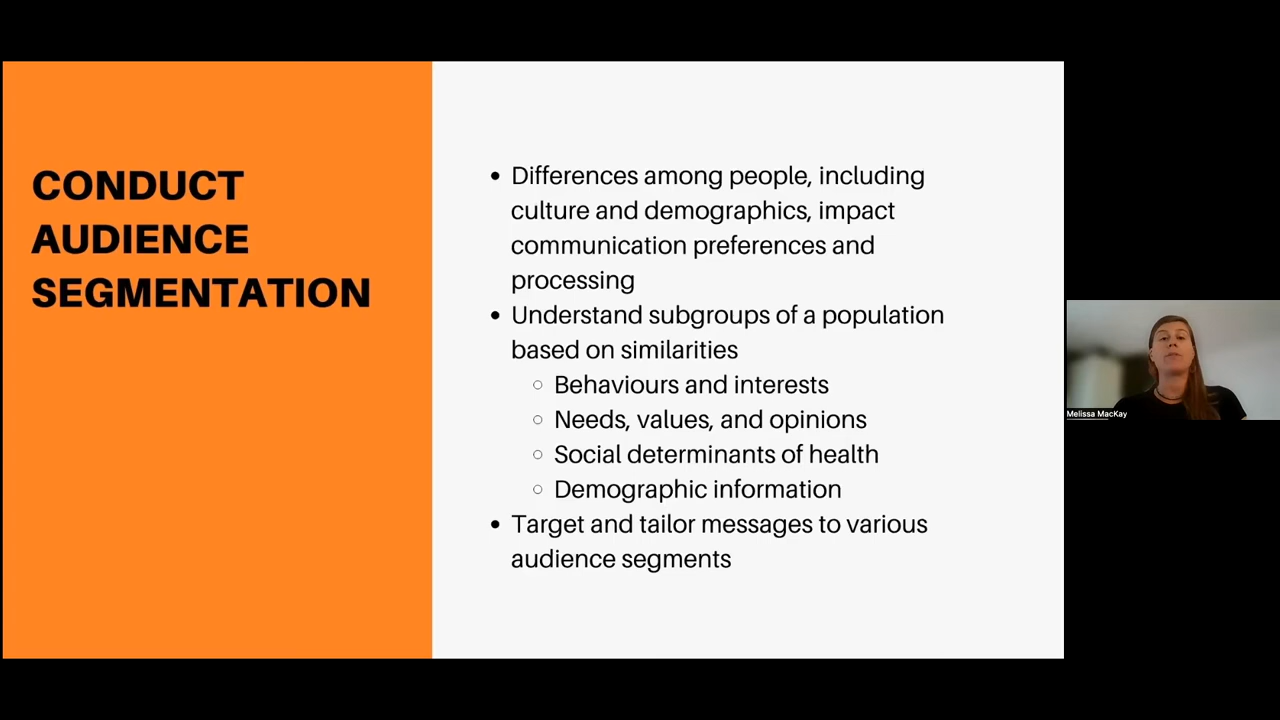 CONDUCT
AUDIENCE
SEGMENTATION
• Differences among people, including
culture and demographics, impact
communication preferences and
processing
• Understand subgroups of a population
based on similarities
◦ Behaviours and interests
◦ Needs, values, and opinions
◦ Social determinants of health
◦ Demographic information
• Target and tailor messages to various
audience segments
Melissa MacKay